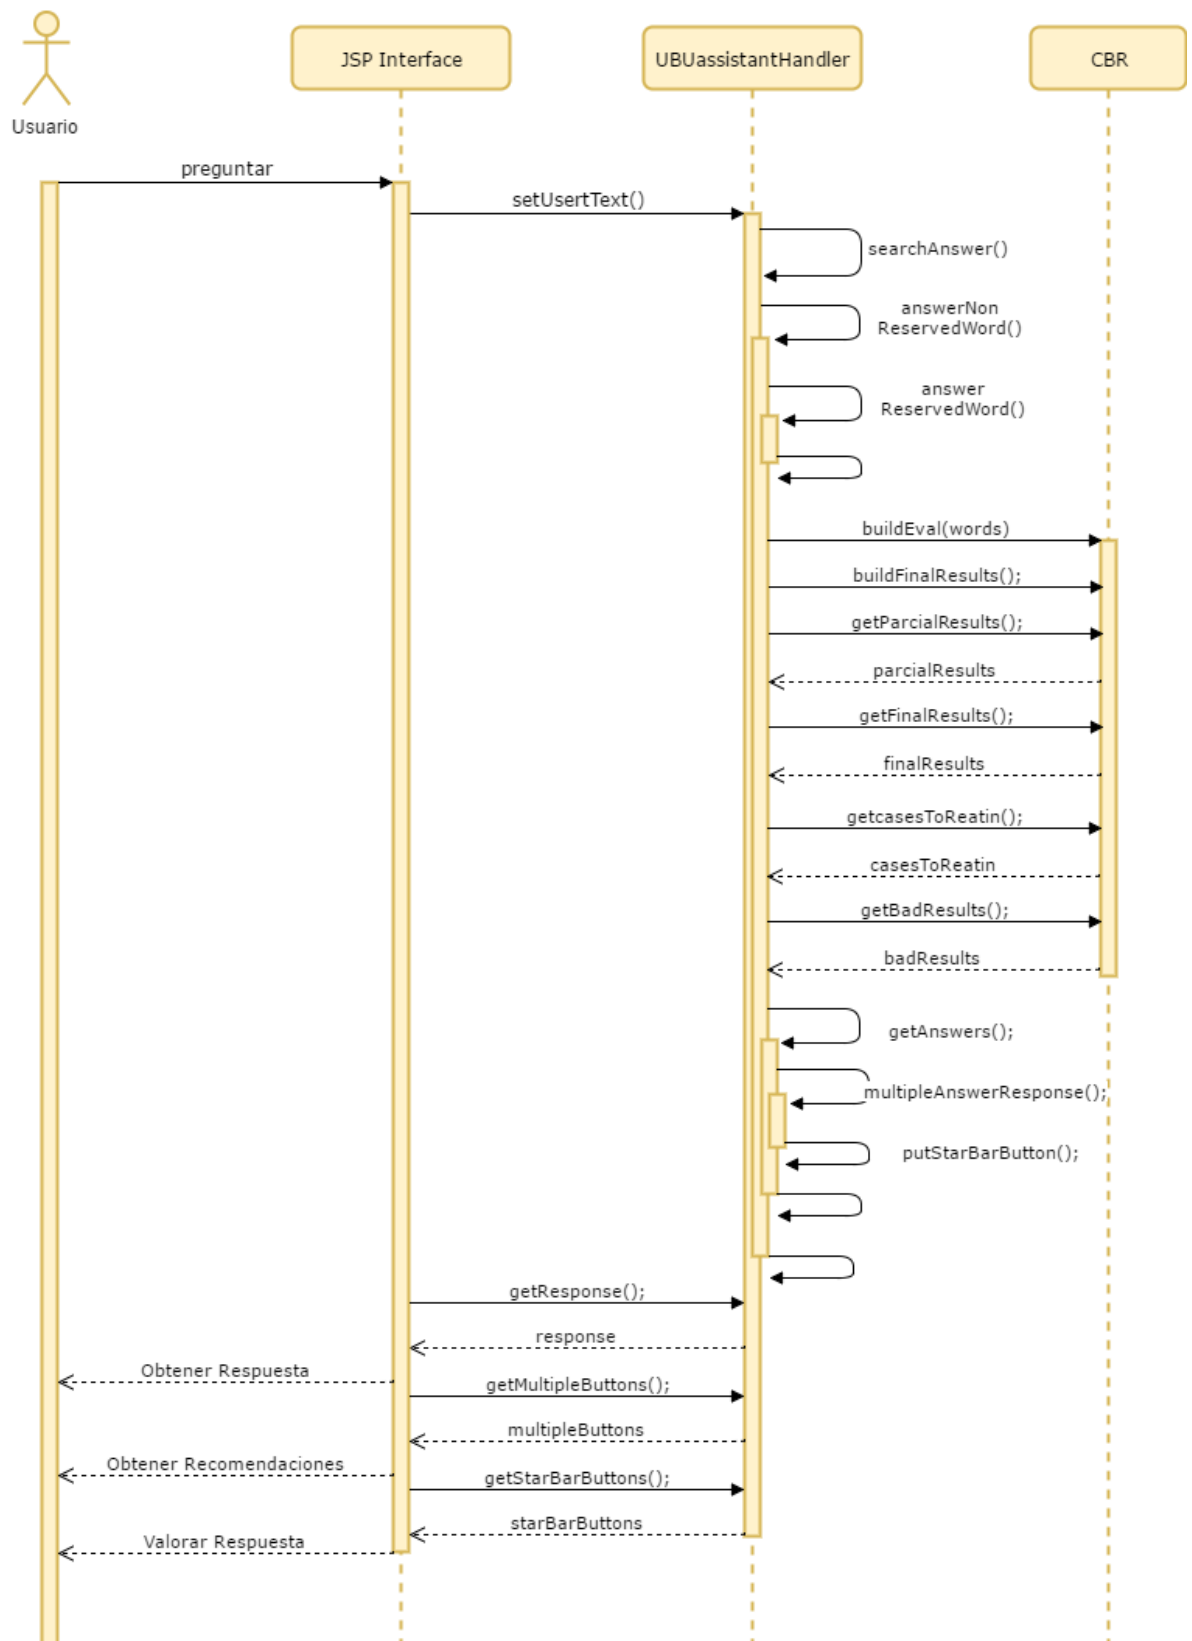 JSP Interface
UBUassistantHandler
CBR
Usuario
preguntar
setUsertText()
searchAnswer()
answerNon
ReservedWord()
answer
ReservedWord()
buildEval(words)
buildFinalResults();
getParcialResults();
parcialResults
getFinalResults();
finalResults
getcasesToReatin();
casesToReatin
getBadResults();
badResults
getAnswers();
multipleAnswerResponse();
putStarBarButton();
getResponse();
response
Obtener Respuesta
getMultipleButtons();
multipleButtons
Obtener Recomendaciones
getStarBarButtons();
starBarButtons
Valorar Respuesta